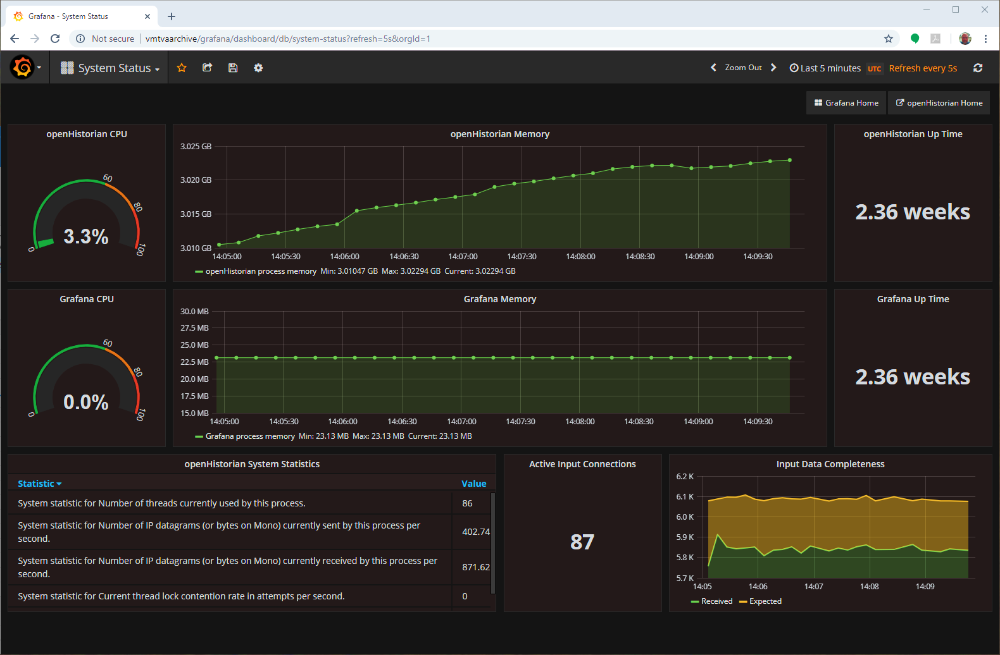 Grafana - System Status
Not secure
vmtvaarchive/grafana/dashboard/db/system-status?refresh=5s&orgId=1
System Status
Zoom Out
Last 5 minutes UTC Refresh every 5s
Grafana Home
openHistorian Home
openHistorian CPU
0
60
80
100
3.3%
openHistorian Memory
3.025 GB
3.020 GB
3.015 GB
3.010 GB
14:05:00 14:05:30 14:06:00 14:06:30 14:07:00 14:07:30 14:08:00 14:08:30 14:09:00 14:09:30
openHistorian process memory Min: 3.01047 GB Max: 3.02294 GB Current: 3.02294 GB
openHistorian Up Time
2.36 weeks
Grafana CPU
0
60
80
100
0.0%
Grafana Memory
30.0 MB
27.5 MB
25.0 MB
22.5 MB
20.0 MB
17.5 MB
15.0 MB
14:05:00 14:05:30 14:06:00 14:06:30 14:07:00 14:07:30 14:08:00 14:08:30 14:09:00 14:09:30
Grafana process memory Min: 23.13 MB Max: 23.13 MB Current: 23.13 MB
Grafana Up Time
2.36 weeks
openHistorian System Statistics
Statistic Value
System statistic for Number of threads currently used by this process. 86
System statistic for Number of IP datagrams (or bytes on Mono) currently sent by this process per
second.
402.74
System statistic for Number of IP datagrams (or bytes on Mono) currently received by this process per
second.
871.62
System statistic for Current thread lock contention rate in attempts per second. 0
Active Input Connections
87
Input Data Completeness
6.2 K
6.1 K
6.0 K
5.9 K
5.8 K
5.7 K
14:05 14:06 14:07 14:08 14:09
Received Expected